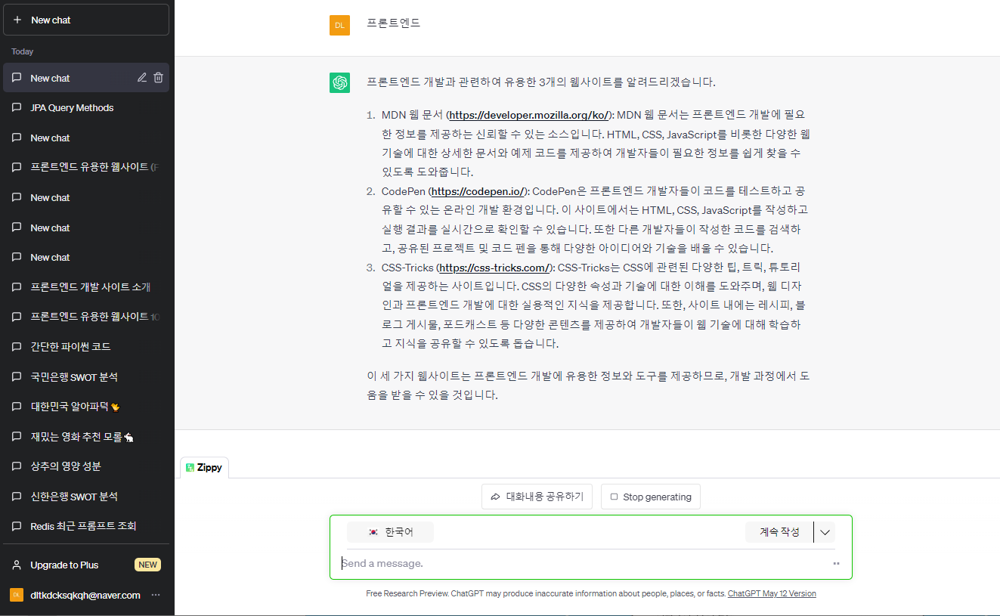 New chat
Today
New chat
JPA Query Methods
New chat
프론트엔드 유용한 웹사이트 (F
New chat
New chat
New chat
프론트엔드 개발 사이트 소개
프론트엔드 유용한 웹사이트 10
간단한 파이썬 코드
국민은행 SWOT 분석
대한민국 알아파덕🐤
재밌는 영화 추천 모롤🐇
상추의 영양 성분
신한은행 SWOT 분석
Redis 최근 프롬프트 조회
Upgrade to Plus NEW
DL dltkdcksqkqh@naver.com
DL 프론트엔드
프론트엔드 개발과 관련하여 유용한 3개의 웹사이트를 알려드리겠습니다.
1. MDN 웹 문서 (https://developer.mozilla.org/ko/): MDN 웹 문서는 프론트엔드 개발에 필요
한 정보를 제공하는 신뢰할 수 있는 소스입니다. HTML, CSS, JavaScript를 비롯한 다양한 웹
기술에 대한 상세한 문서와 예제 코드를 제공하여 개발자들이 필요한 정보를 쉽게 찾을 수
있도록 도와줍니다.
2. CodePen (https://codepen.io/): CodePen은 프론트엔드 개발자들이 코드를 테스트하고 공
유할 수 있는 온라인 개발 환경입니다. 이 사이트에서는 HTML, CSS, JavaScript를 작성하고
실행 결과를 실시간으로 확인할 수 있습니다. 또한 다른 개발자들이 작성한 코드를 검색하
고, 공유된 프로젝트 및 코드 펜을 통해 다양한 아이디어와 기술을 배울 수 있습니다.
3. CSS-Tricks (https://css-tricks.com/): CSS-Tricks는 CSS에 관련된 다양한 팁, 트릭, 튜토리
얼을 제공하는 사이트입니다. CSS의 다양한 속성과 기술에 대한 이해를 도와주며, 웹 디자
인과 프론트엔드 개발에 대한 실용적인 지식을 제공합니다. 또한, 사이트 내에는 레시피, 블
로그 게시물, 포드캐스트 등 다양한 콘텐츠를 제공하여 개발자들이 웹 기술에 대해 학습하
고 지식을 공유할 수 있도록 돕습니다.
이 세 가지 웹사이트는 프론트엔드 개발에 유용한 정보와 도구를 제공하므로, 개발 과정에서 도
움을 받을 수 있을 것입니다.
Zippy
대화내용 공유하기 Stop generating
🇰🇷 한국어 계속 작성
Send a message.
Free Research Preview. ChatGPT may produce inaccurate information about people, places, or facts. ChatGPT May 12 Version